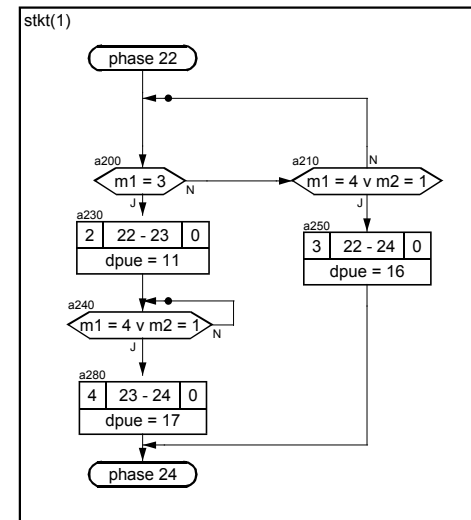 stkt(1)
phase 22
a200
m1 = 3
N
J
a210
N
m1 = 4 v m2 = 1
J
a230
2 22 - 23 0
dpue = 11
a250
3 22 - 24 0
dpue = 16
a240
m1 = 4 v m2 = 1
N
J
a280
4 23 - 24 0
dpue = 17
phase 24